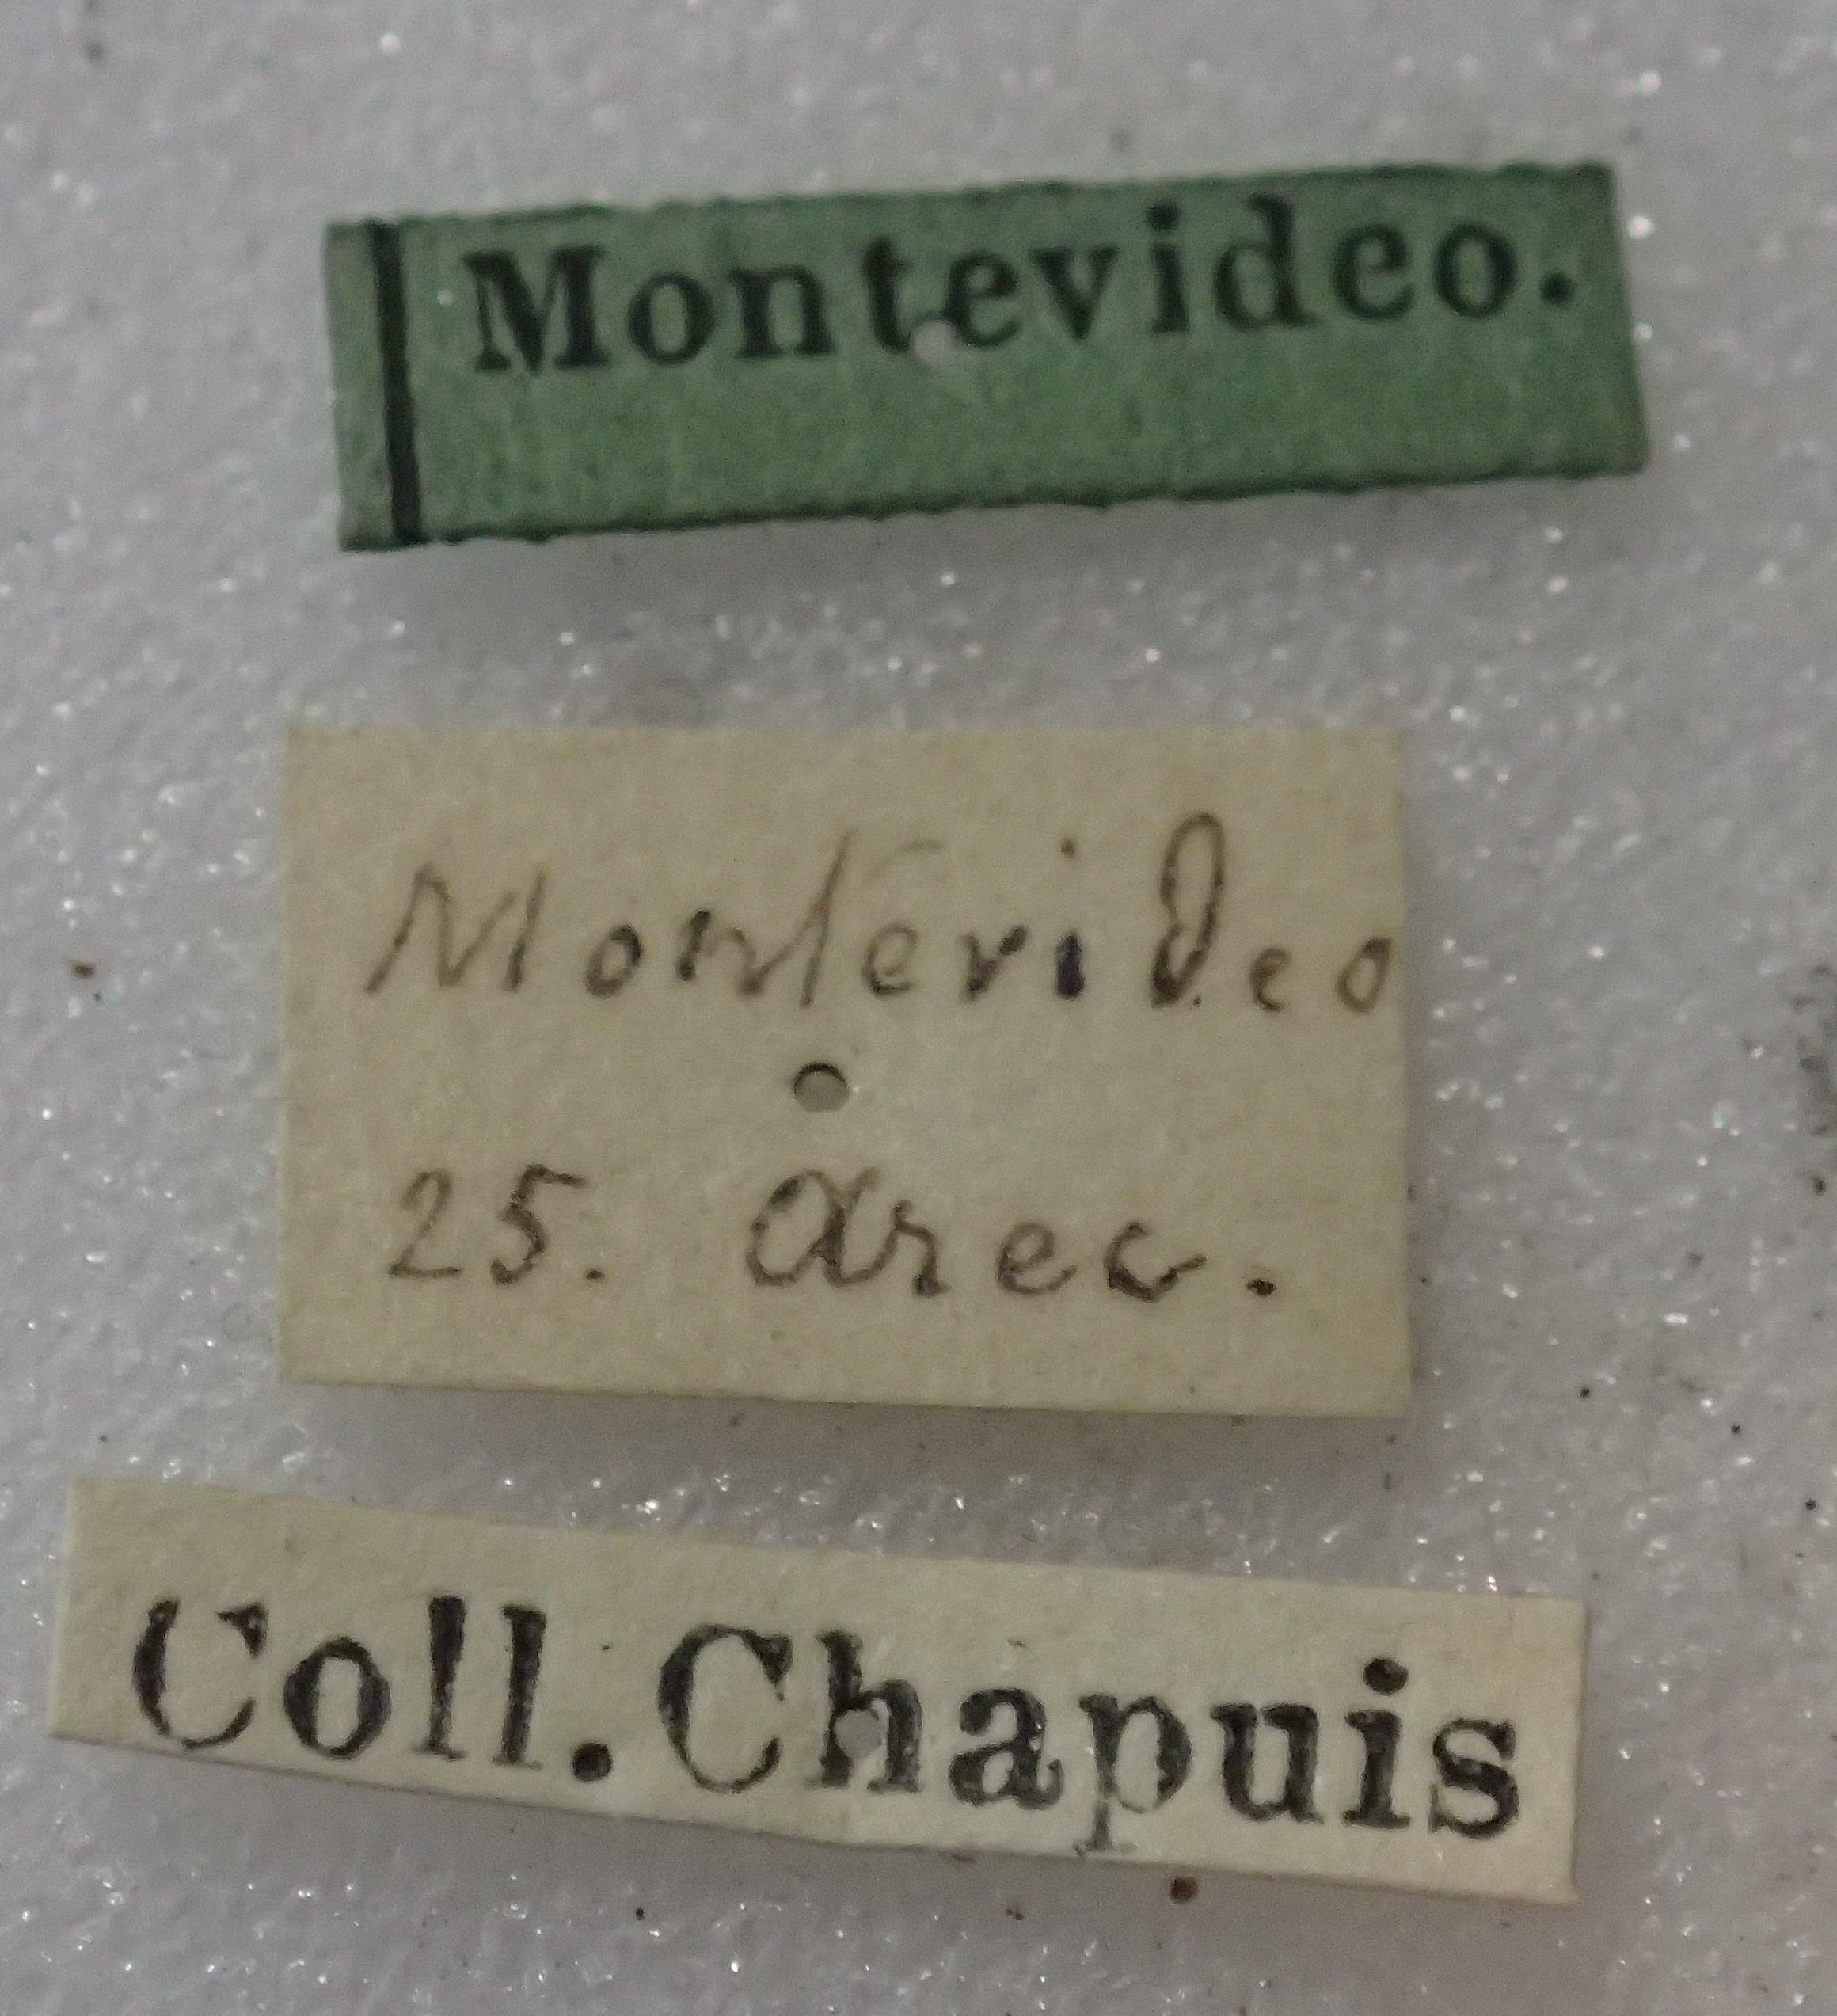 Montevideo.
Montevideo
25. Arec.
Coll. Chapuis